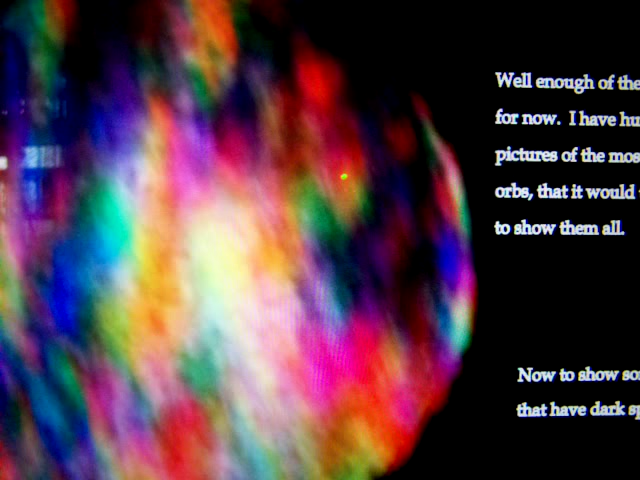 Well enough of the
for now. I have hu
pictures of the mos
orbs, that it would
to show them all.
Now to show so
that have dark sp